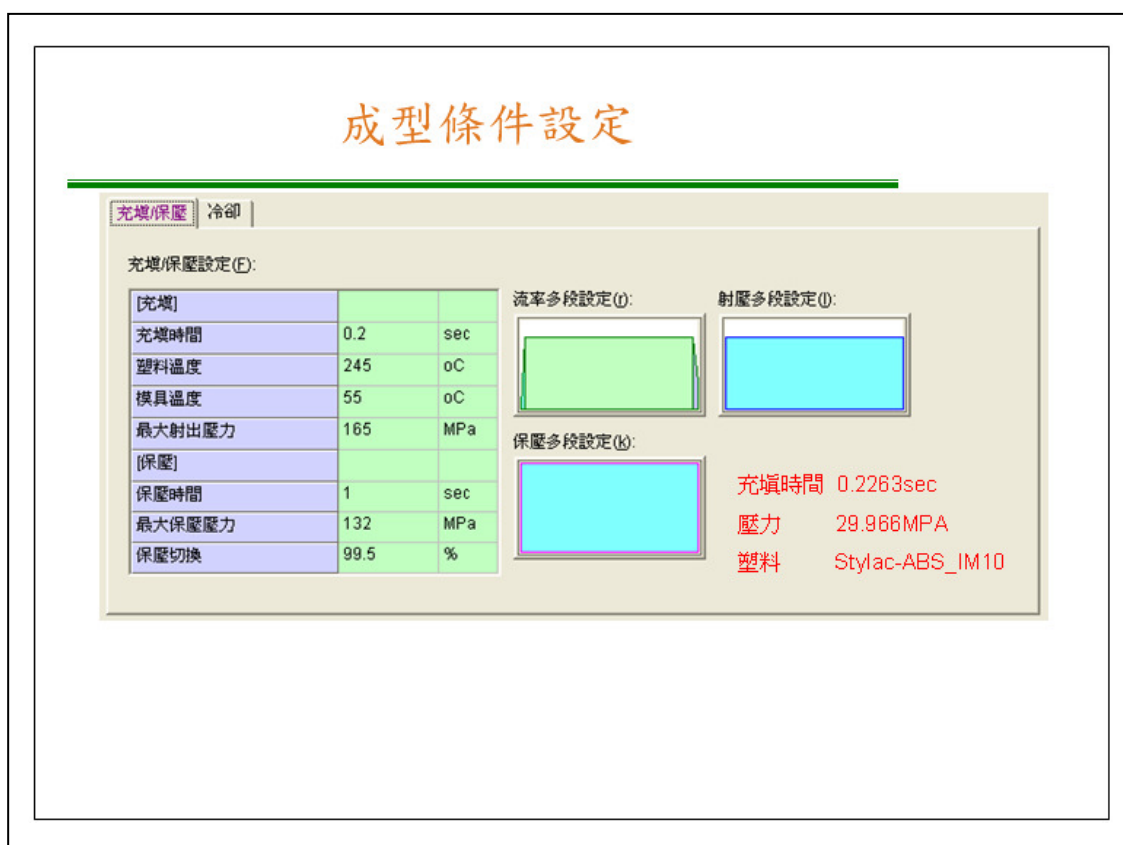 成型條件設定
充填/保壓 冷卻
充填/保壓設定(F):
[充填]
充填時間 0.2 sec
塑料溫度 245 oC
模具溫度 55 oC
最大射出壓力 165 MPa
[保壓]
保壓時間 1 sec
最大保壓壓力 132 MPa
保壓切換 99.5 %
流率多段設定(r):
射壓多段設定(I):
保壓多段設定(k):
充填時間 0.2263sec
壓力 29.966MPA
塑料 Stylac-ABS_IM10